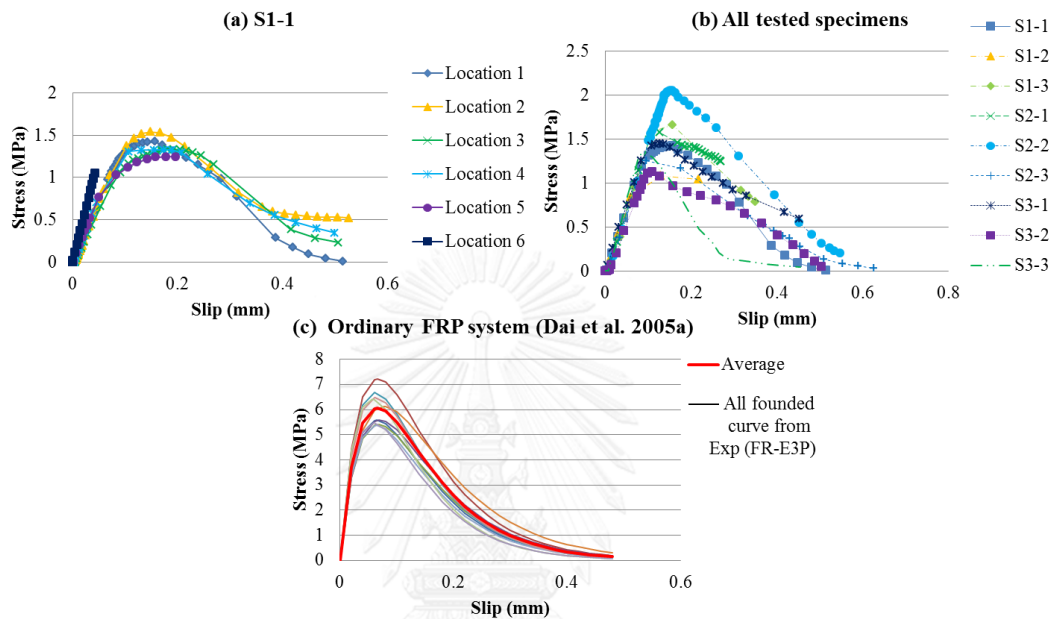 (a) S1-1
Stress (MPa)
2
1.5
1
0.5
0
0
0.2
0.4
0.6
Slip (mm)
Location 1
Location 2
Location 3
Location 4
Location 5
Location 6
(b) All tested specimens
Stress (MPa)
2.5
2
1.5
1
0.5
0
0
0.2
0.4
0.6
0.8
Slip (mm)
S1-1
S1-2
S1-3
S2-1
S2-2
S2-3
S3-1
S3-2
S3-3
(c) Ordinary FRP system (Dai et al. 2005a)
Stress (MPa)
8
7
6
5
4
3
2
1
0
0
0.2
0.4
0.6
Slip (mm)
Average
All founded
curve from
Exp (FR-E3P)